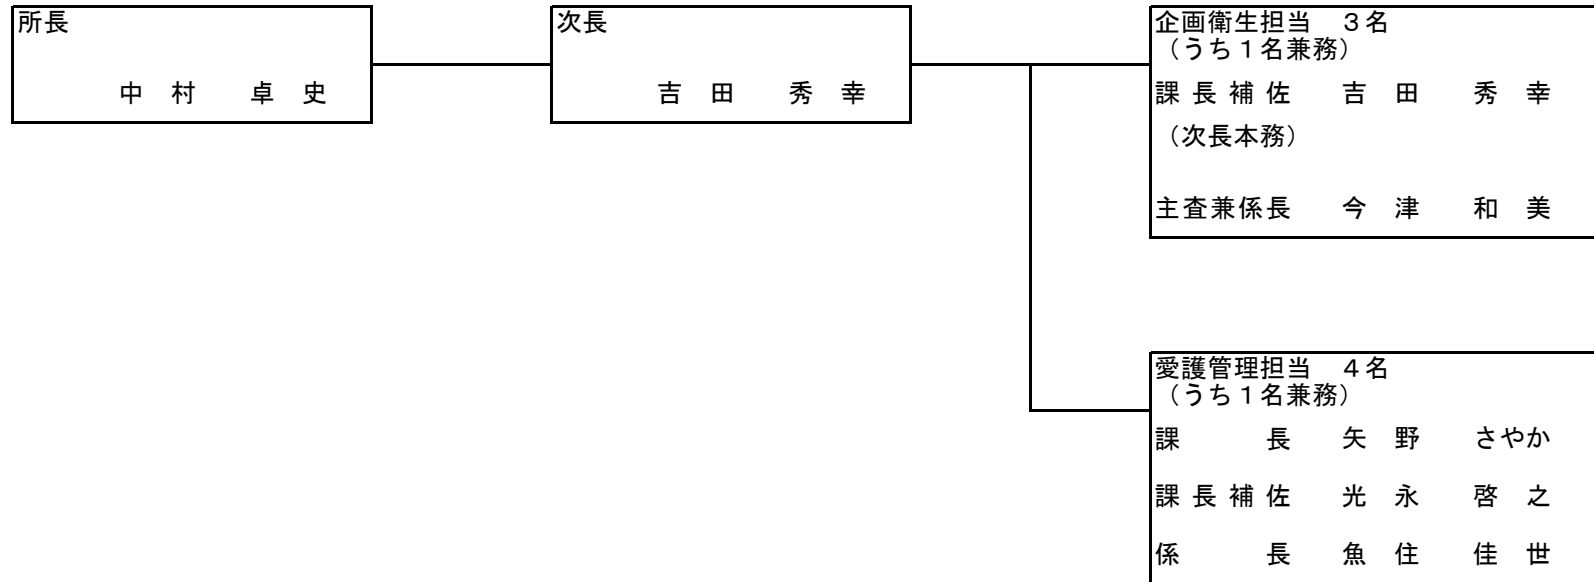 所長
中村 卓史
次長
吉田 秀幸
企画衛生担当 3名
(うち1名兼務)
課長補佐 吉田 秀幸
(次長本務)
主査兼係長 今津 和美
愛護管理担当 4名
(うち1名兼務)
課長 矢野 さやか
課長補佐 光永 啓之
係長 魚住 佳世